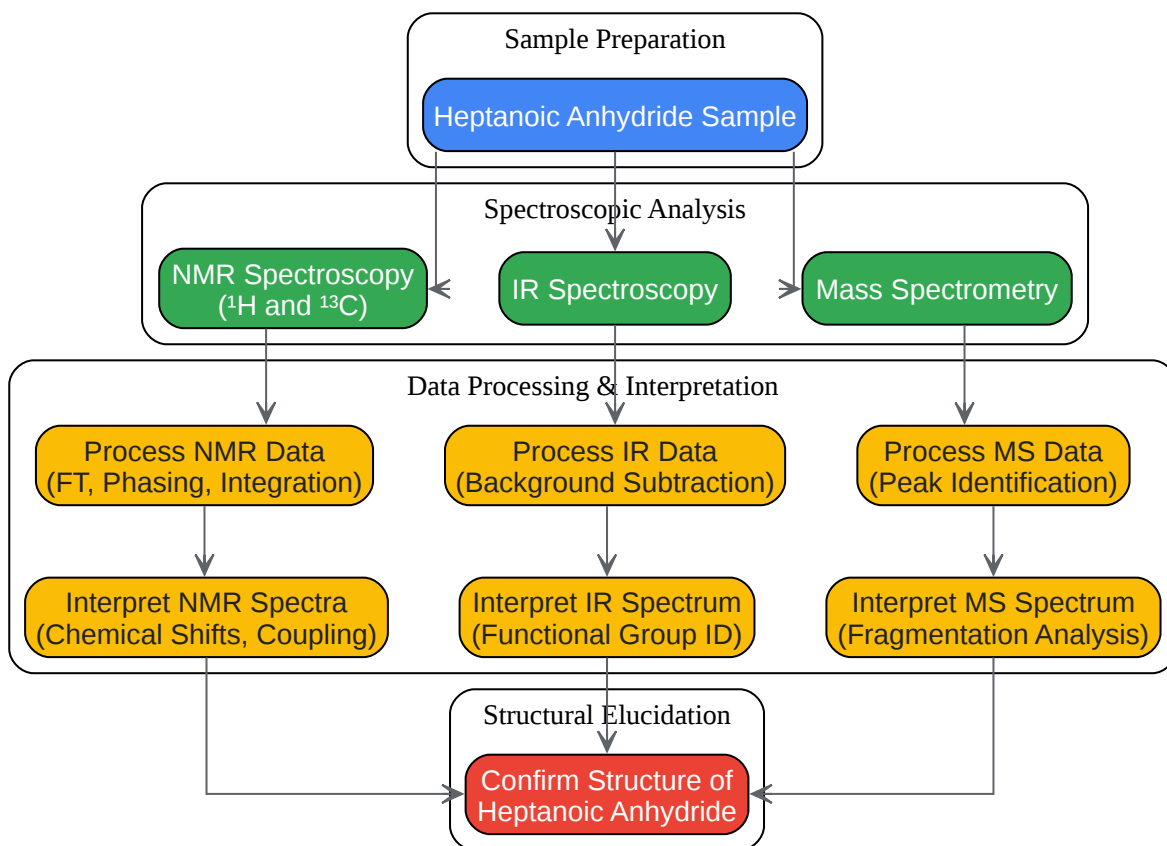 Sample Preparation
Heptanoic Anhydride Sample
Spectroscopic Analysis
NMR Spectroscopy
(¹H and ¹³C)
IR Spectroscopy
Mass Spectrometry
Data Processing & Interpretation
Process NMR Data
(FT, Phasing, Integration)
Process IR Data
(Background Subtraction)
Process MS Data
(Peak Identification)
Interpret NMR Spectra
(Chemical Shifts, Coupling)
Interpret IR Spectrum
(Functional Group ID)
Interpret MS Spectrum
(Fragmentation Analysis)
Structural Elucidation
Confirm Structure of
Heptanoic Anhydride